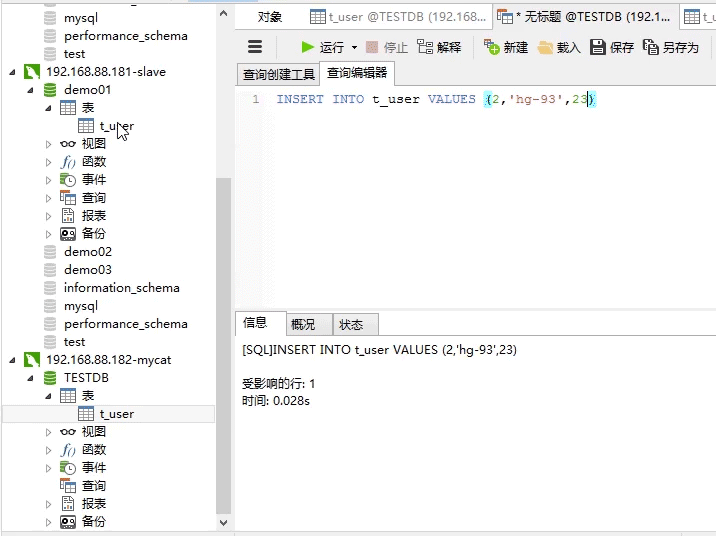 mysql
performance_schema
test
192.168.88.181-slave
demo01
表
t_user
视图
函数
事件
查询
报表
备份
demo02
demo03
information_schema
mysql
performance_schema
test
192.168.88.182-mycat
TESTDB
表
t_user
视图
函数
事件
查询
报表
备份
对象
t_user @TESTDB (192.168...
* 无标题 @TESTDB (192.1...
运行
停止
解释
新建
载入
保存
另存为
查询创建工具
查询编辑器
1 INSERT INTO t_user VALUES (2,'hg-93',23)
信息
概况
状态
[SQL]INSERT INTO t_user VALUES (2,'hg-93',23)
受影响的行: 1
时间: 0.028s